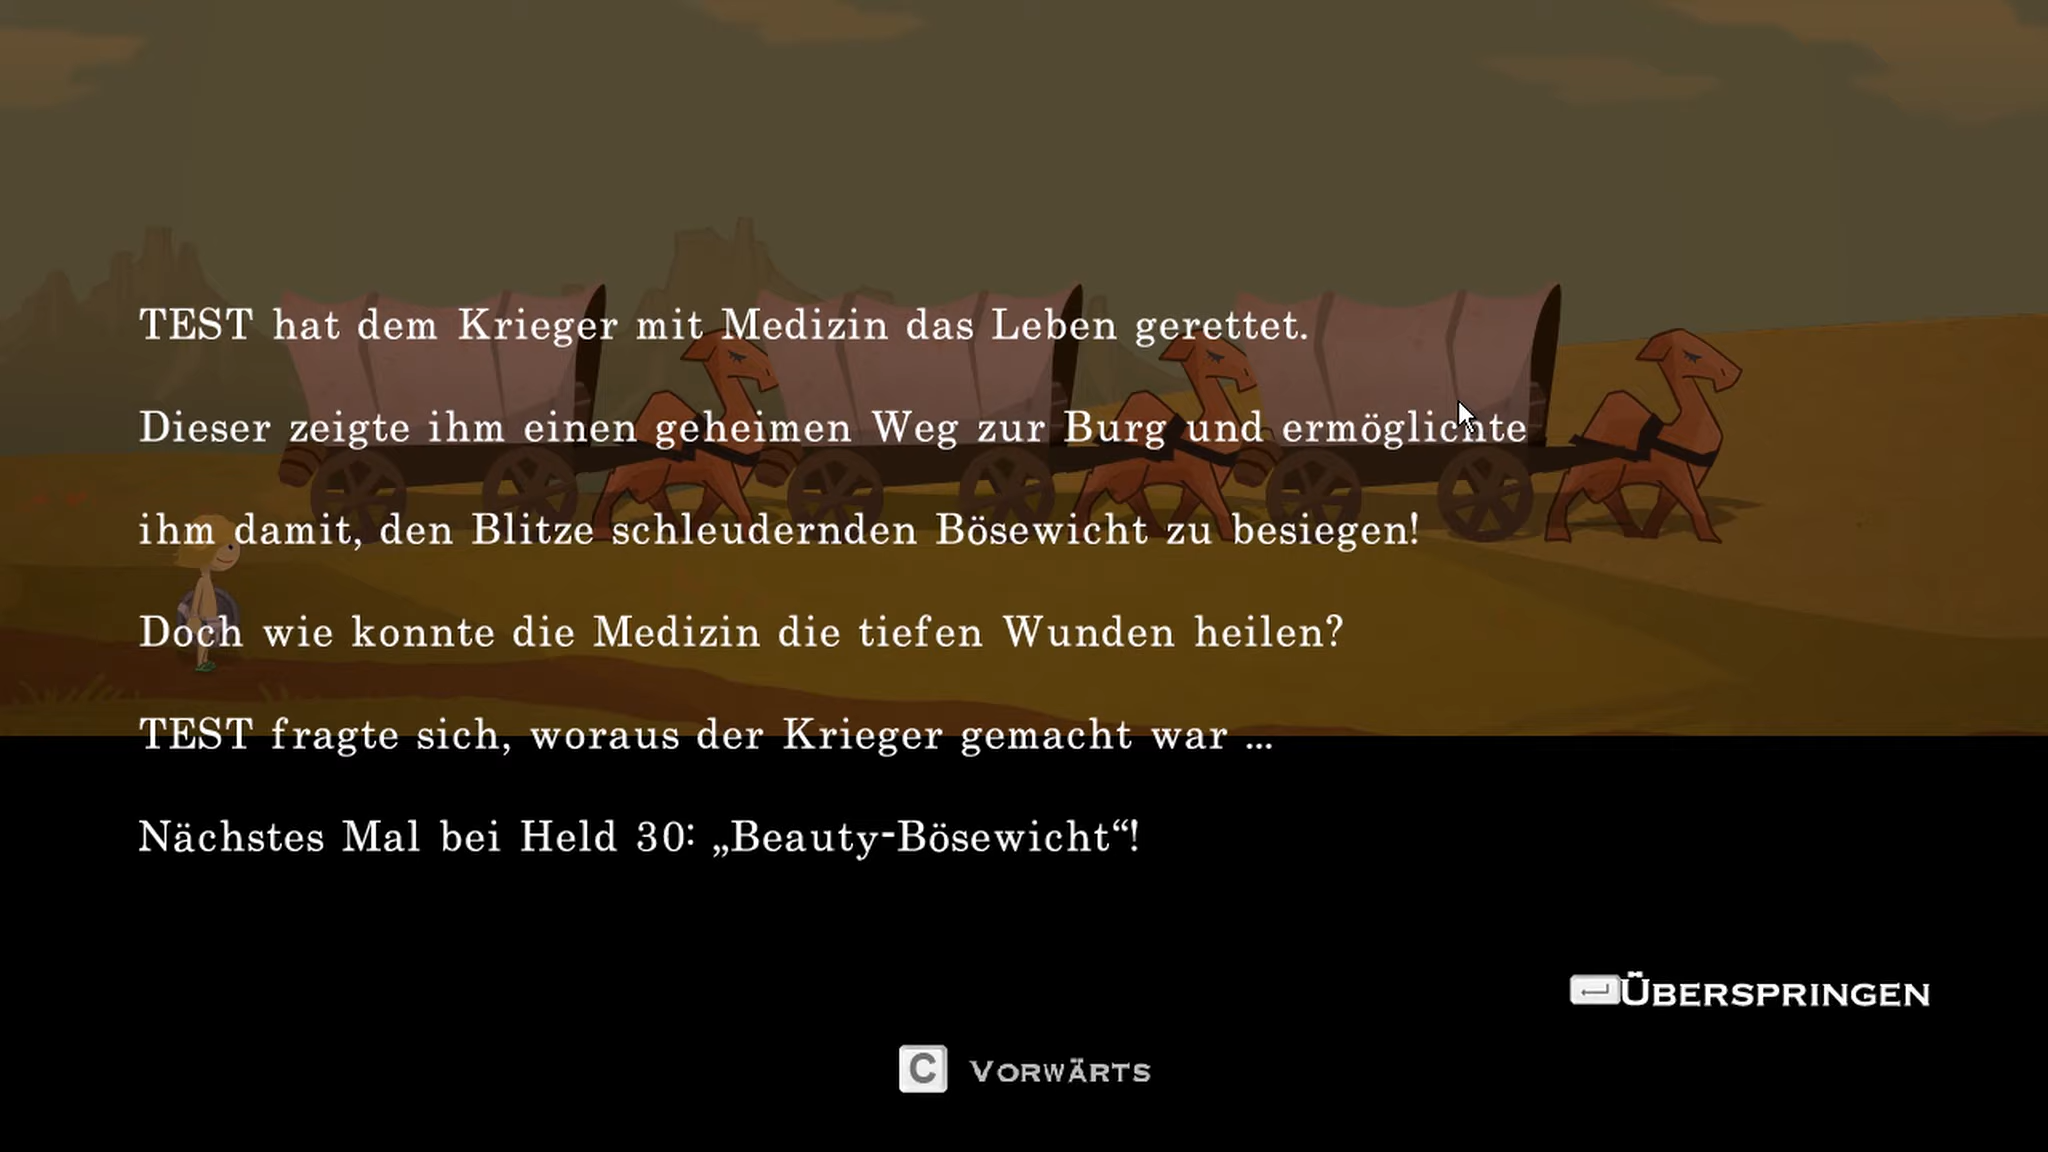 TEST hat dem Krieger mit Medizin das Leben gerettet.
Dieser zeigte ihm einen geheimen Weg zur Burg und ermöglichte
ihm damit, den Blitze schleudernden Bösewicht zu besiegen!
Doch wie konnte die Medizin die tiefen Wunden heilen?
TEST fragte sich, woraus der Krieger gemacht war ...
Nächstes Mal bei Held 30: „Beauty-Bösewicht“!
ÜBERSPRINGEN
C VORWÄRTS